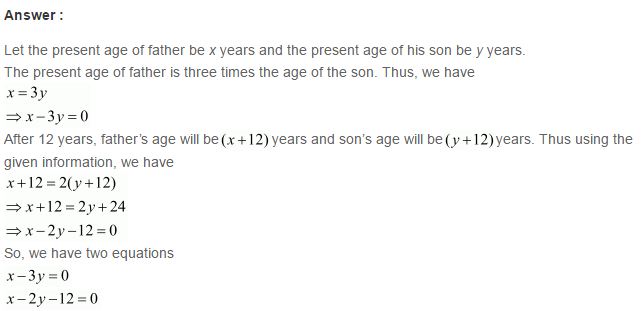 Answer :
Let the present age of father be x years and the present age of his son be y years.
The present age of father is three times the age of the son. Thus, we have
x = 3y
⇒ x − 3y = 0
After 12 years, father's age will be (x+12) years and son's age will be (y+12) years. Thus using the
given information, we have
x + 12 = 2(y + 12)
⇒ x + 12 = 2y + 24
⇒ x − 2y − 12 = 0
So, we have two equations
x − 3y = 0
x − 2y − 12 = 0